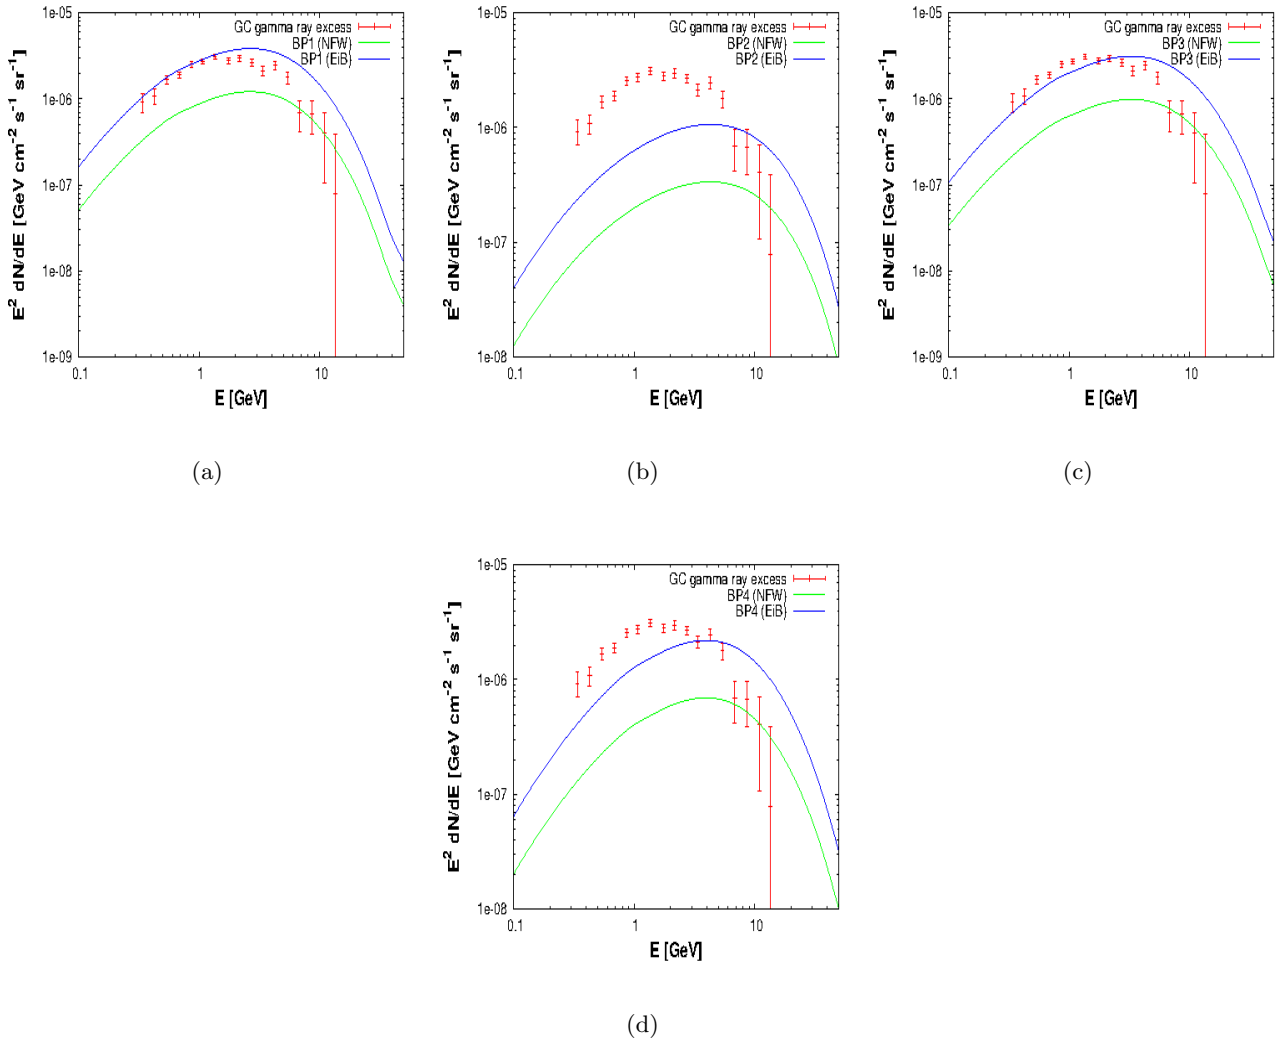 1e-05
1e-06
1e-07
1e-08
1e-09
0.1
1
10
E² dN/dE [GeV cm⁻² s⁻¹ sr⁻¹]
E [GeV]
GC gamma ray excess
BP1 (NFW)
BP1 (EiB)
(a)
1e-05
1e-06
1e-07
1e-08
0.1
1
10
E² dN/dE [GeV cm⁻² s⁻¹ sr⁻¹]
E [GeV]
GC gamma ray excess
BP2 (NFW)
BP2 (EiB)
(b)
1e-05
1e-06
1e-07
1e-08
1e-09
0.1
1
10
E² dN/dE [GeV cm⁻² s⁻¹ sr⁻¹]
E [GeV]
GC gamma ray excess
BP3 (NFW)
BP3 (EiB)
(c)
1e-05
1e-06
1e-07
1e-08
0.1
1
10
E² dN/dE [GeV cm⁻² s⁻¹ sr⁻¹]
E [GeV]
GC gamma ray excess
BP4 (NFW)
BP4 (EiB)
(d)